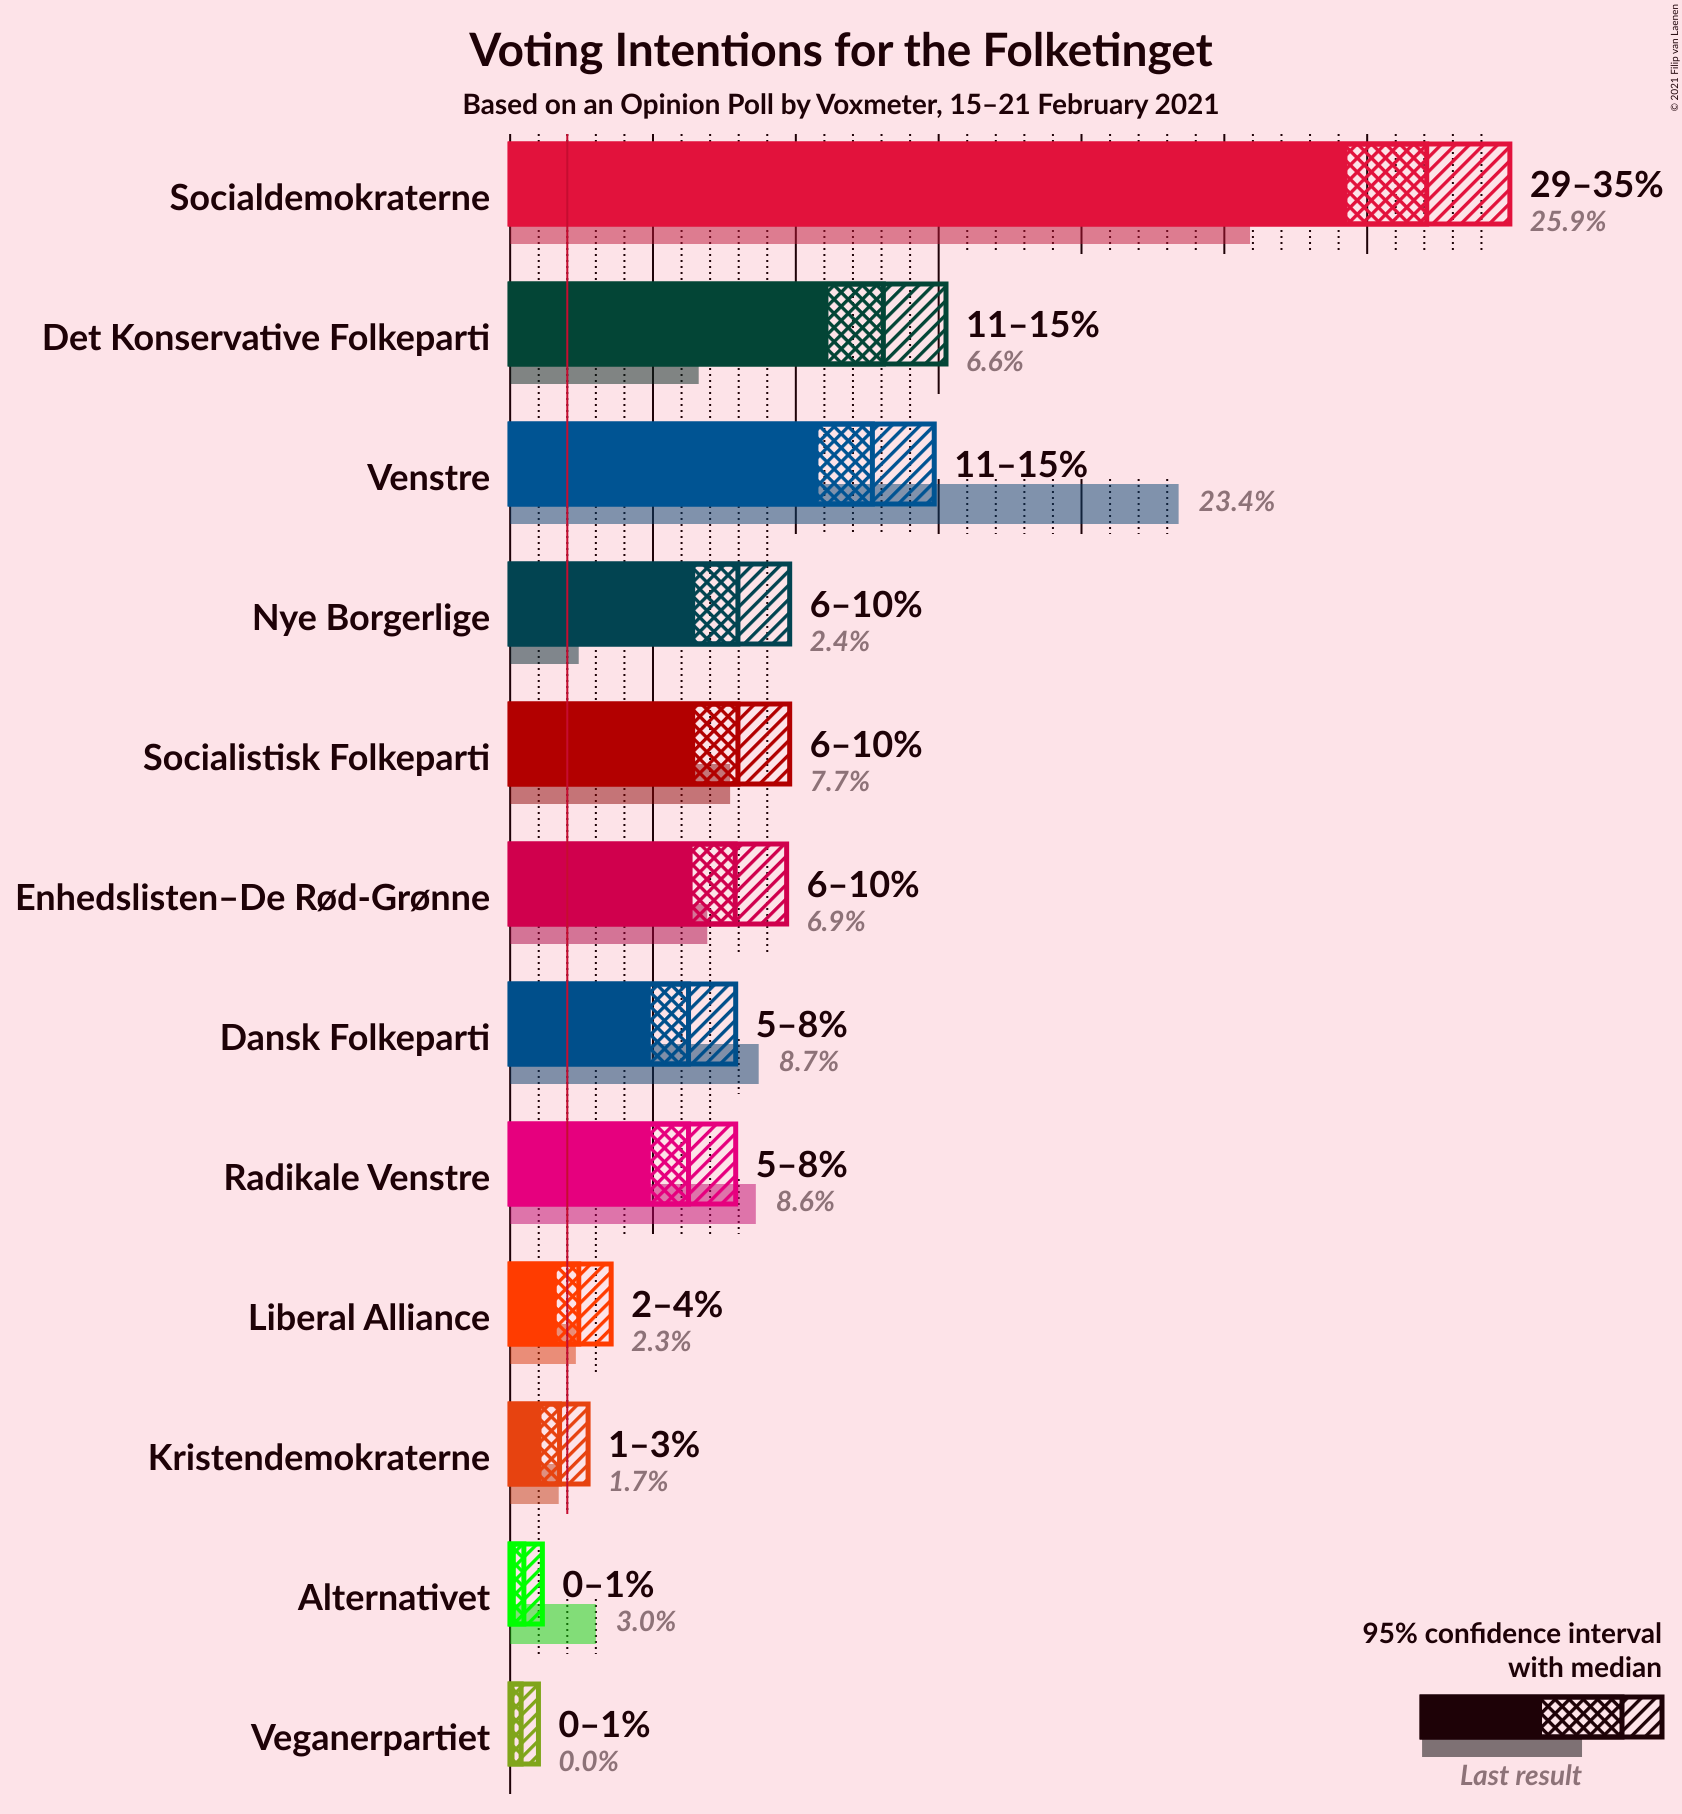 Voting Intentions for the Folketinget
Based on an Opinion Poll by Voxmeter, 15–21 February 2021
© 2021 Filip van Laenen
Socialdemokraterne
29–35%
25.9%
Det Konservative Folkeparti
11–15%
6.6%
Venstre
11–15%
23.4%
Nye Borgerlige
6–10%
2.4%
Socialistisk Folkeparti
6–10%
7.7%
Enhedslisten–De Rød-Grønne
6–10%
6.9%
Dansk Folkeparti
5–8%
8.7%
Radikale Venstre
5–8%
8.6%
Liberal Alliance
2–4%
2.3%
Kristendemokraterne
1–3%
1.7%
Alternativet
0–1%
3.0%
Veganerpartiet
0–1%
0.0%
95% confidence interval
with median
Last result